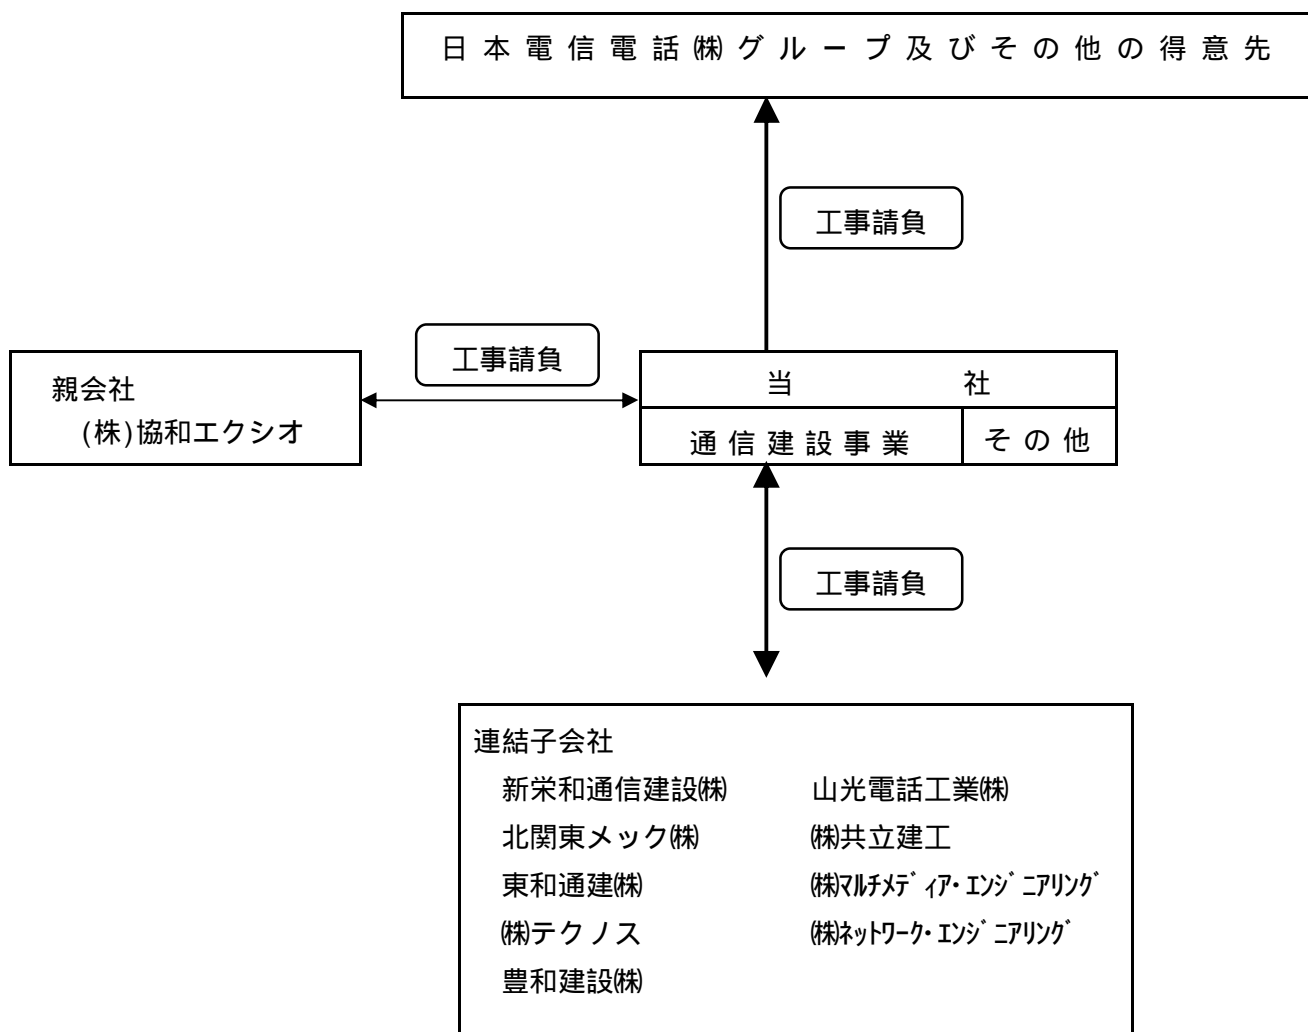 日本電信電話㈱グループ及びその他の得意先
工事請負
工事請負
親会社
(株)協和エクシオ
当社
通信建設事業 その他
工事請負
連結子会社
新栄和通信建設㈱ 山光電話工業㈱
北関東メック㈱ ㈱共立建工
東和通建㈱ ㈱ﾏﾙﾁﾒﾃﾞｨｱ･ｴﾝｼﾞﾆｱﾘﾝｸﾞ
㈱テクノス ㈱ﾈｯﾄﾜｰｸ･ｴﾝｼﾞﾆｱﾘﾝｸﾞ
豊和建設㈱